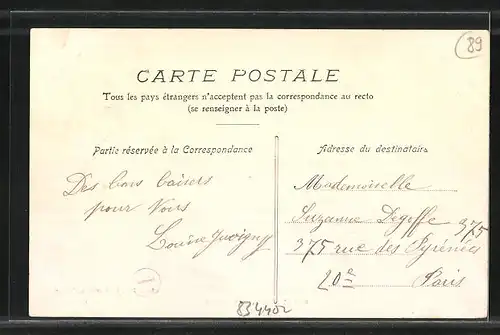 89
CARTE POSTALE
Tous les pays étrangers n'acceptent pas la correspondance au recto
(se renseigner à la poste)
Partie réservée à la Correspondance
Des bons baisers
pour Vous
Adresse du destinataire
Mademoiselle
Suzanne Degeffe 375
375 rue des Pyrénées
20e Paris
834402